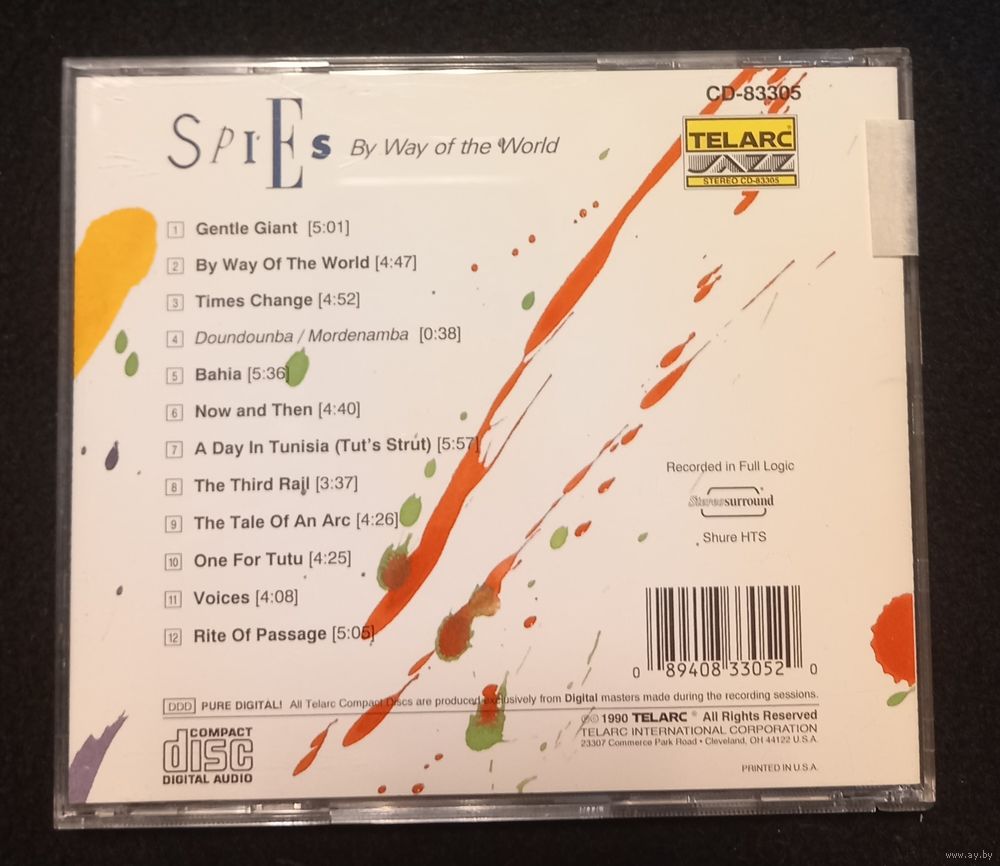 CD-83305
SPIEs By Way of the World
TELARC
JAZZ
STEREO CD-83305
1 Gentle Giant [5:01]
2 By Way Of The World [4:47]
3 Times Change [4:52]
4 Doundounba / Mordenamba [0:38]
5 Bahia [5:36]
6 Now and Then [4:40]
7 A Day In Tunisia (Tut's Strut) [5:57]
8 The Third Rail [3:37]
9 The Tale Of An Arc [4:26]
10 One For Tutu [4:25]
11 Voices [4:08]
12 Rite Of Passage [5:05]
Recorded in Full Logic
Stereosurround
Shure HTS
0 89408 33052 0
DDD PURE DIGITAL! All Telarc Compact Discs are produced exclusively from Digital masters made during the recording sessions.
℗© 1990 TELARC® All Rights Reserved
TELARC INTERNATIONAL CORPORATION
23307 Commerce Park Road • Cleveland, OH 44122 U.S.A.
COMPACT
disc
DIGITAL AUDIO
PRINTED IN U.S.A.
www.ay.by